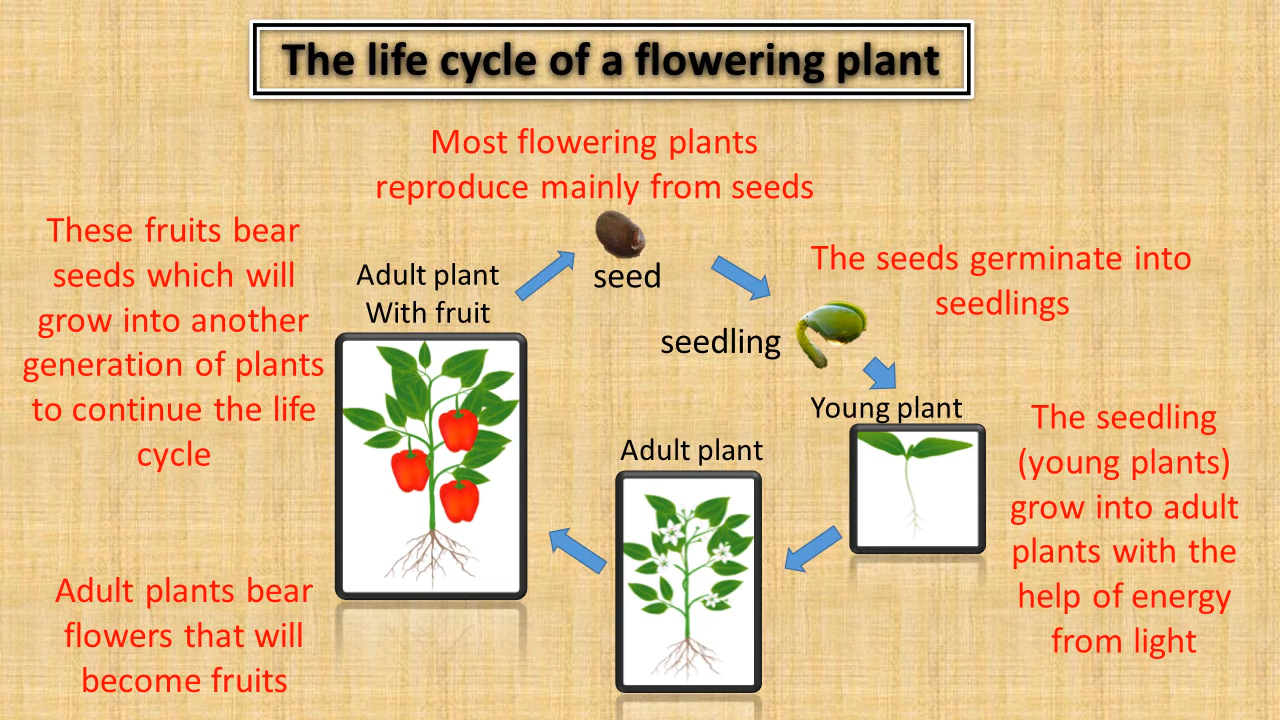 The life cycle of a flowering plant
Most flowering plants
reproduce mainly from seeds
seed
The seeds germinate into
seedlings
seedling
Young plant
The seedling
(young plants)
grow into adult
plants with the
help of energy
from light
Adult plant
Adult plants bear
flowers that will
become fruits
Adult plant
With fruit
These fruits bear
seeds which will
grow into another
generation of plants
to continue the life
cycle